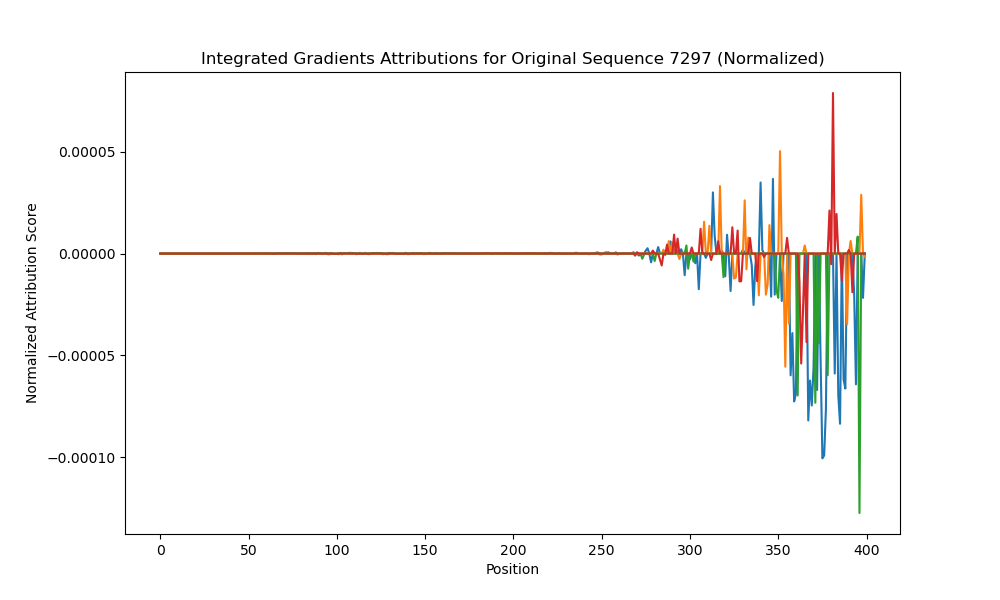 Integrated Gradients Attributions for Original Sequence 7297 (Normalized)
Normalized Attribution Score
0.00005
0.00000
−0.00005
−0.00010
0 50 100 150 200 250 300 350 400
Position